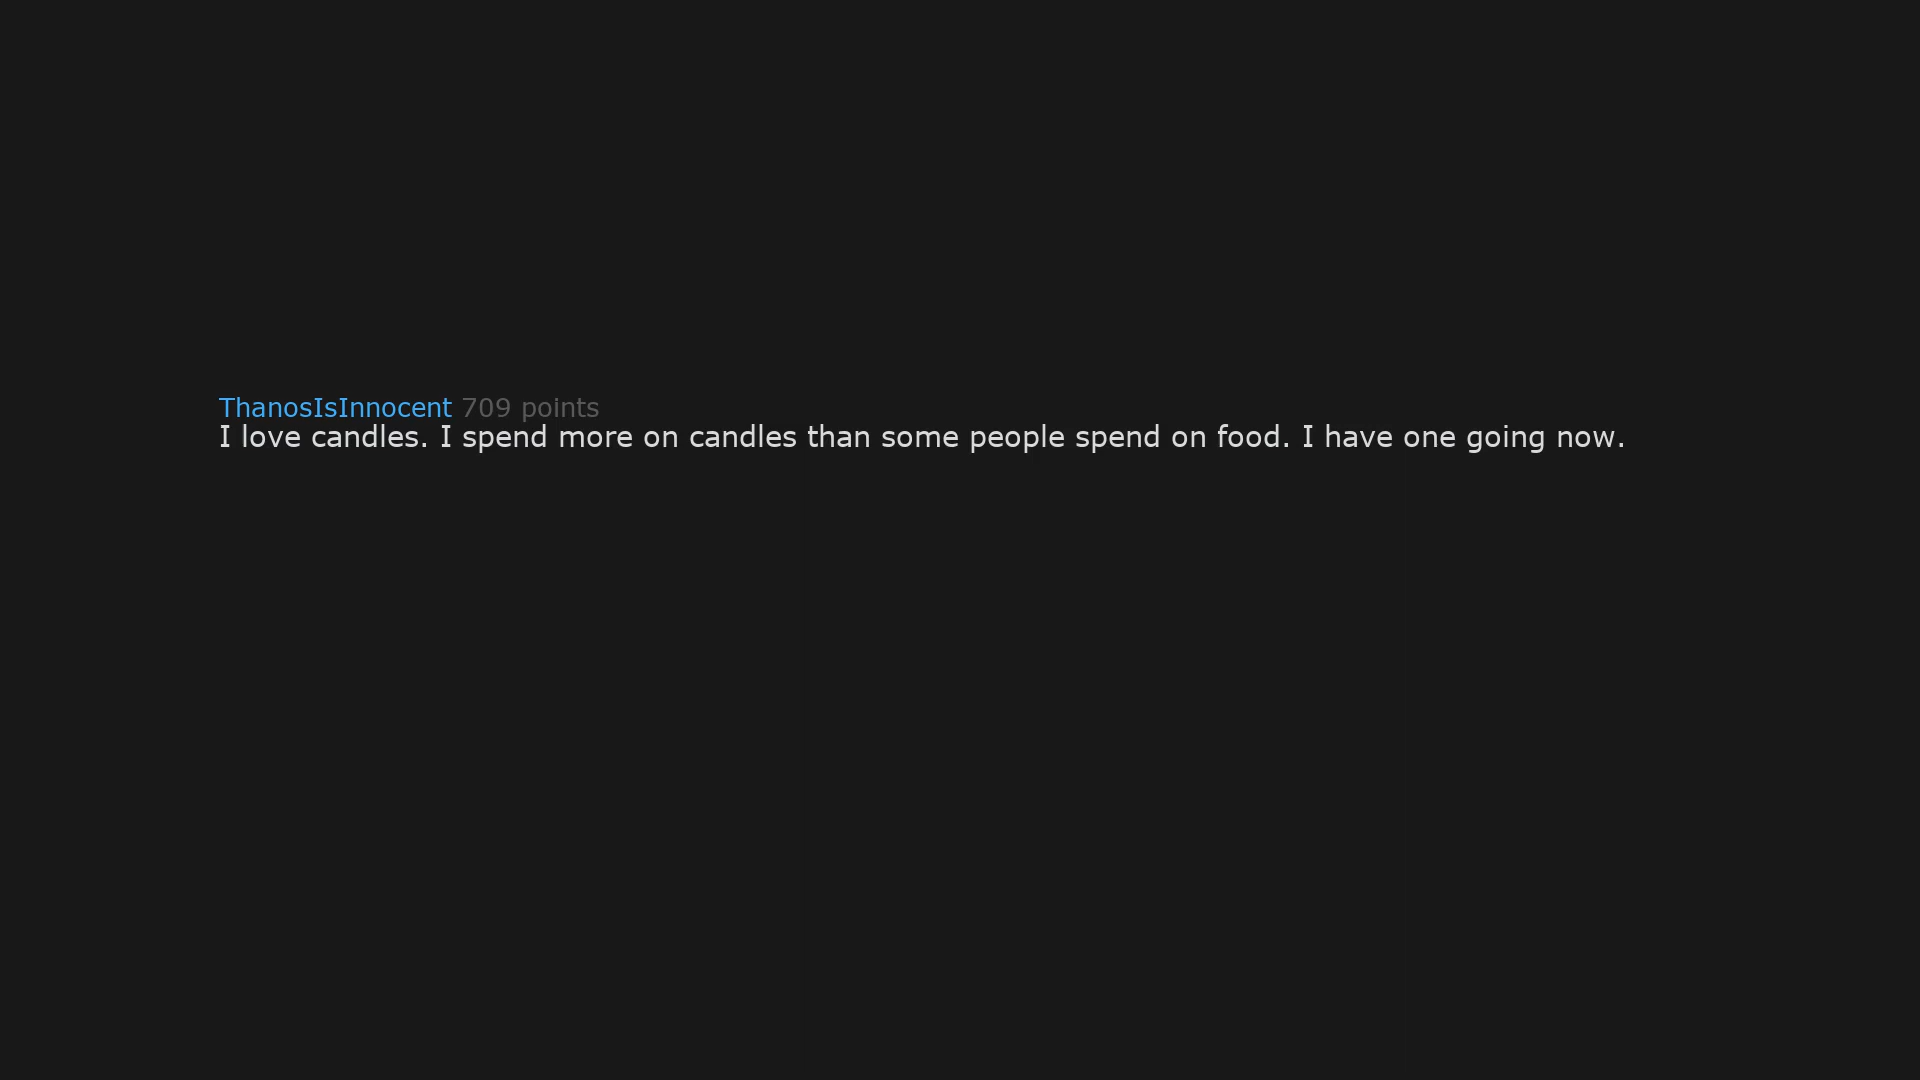 ThanosIsInnocent 709 points
I love candles. I spend more on candles than some people spend on food. I have one going now.